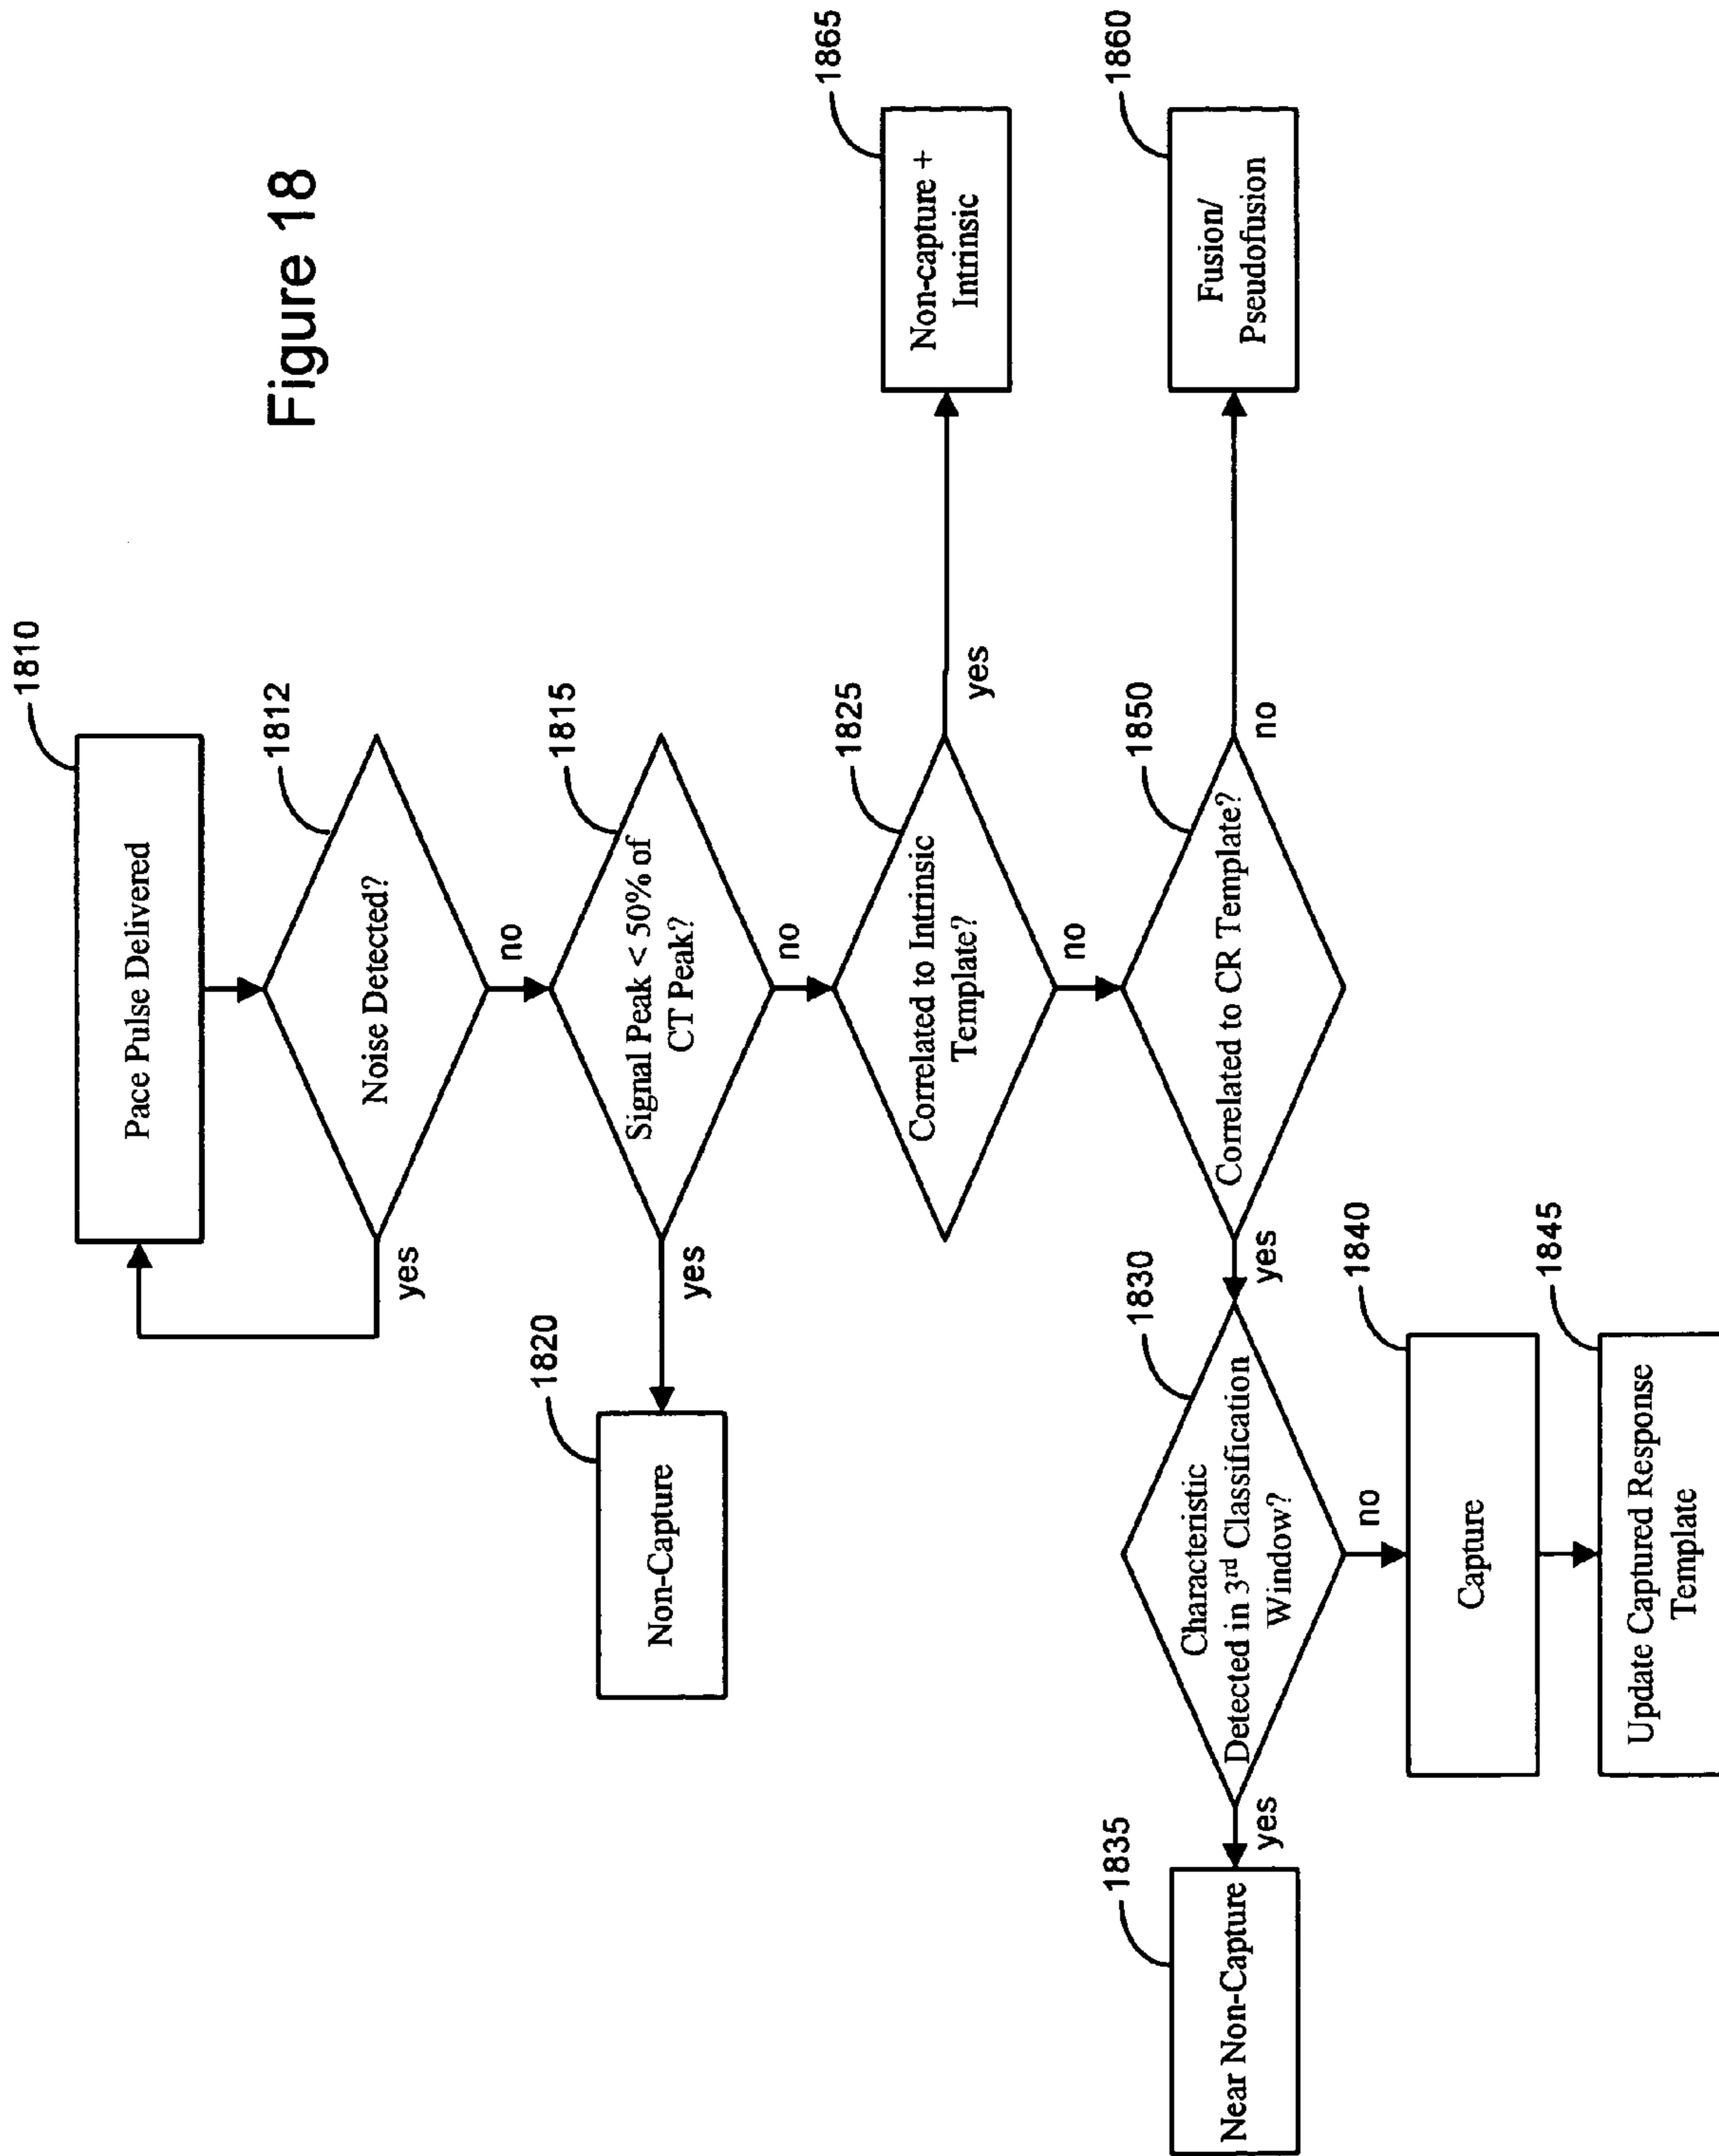 Figure 18
1810
Pace Pulse Delivered
1812
Noise Detected?
yes
no
1815
Signal Peak < 50% of
CT Peak?
yes
no
1820
Non-Capture
1825
Correlated to Intrinsic
Template?
yes
no
1865
Non-capture +
Intrinsic
1850
Correlated to CR Template?
yes
no
1860
Fusion/
Pseudofusion
1830
Characteristic
Detected in 3rd Classification
Window?
yes
no
1835
Near Non-Capture
1840
Capture
1845
Update Captured Response
Template